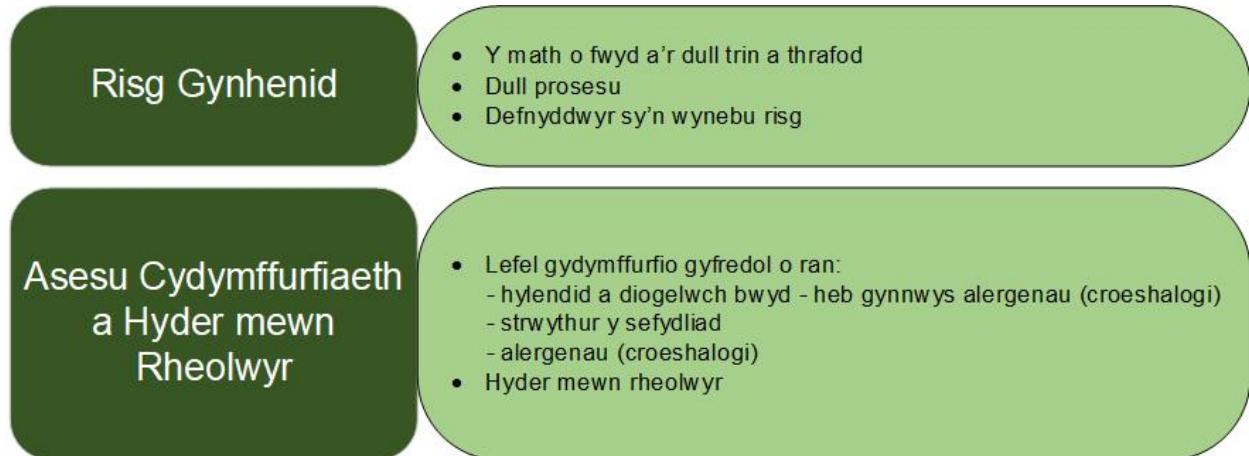 Risg Gynhenid
• Y math o fwyd a'r dull trin a thrafod
• Dull prosesu
• Defnyddwyr sy'n wynebu risg
Asesu Cydymffurfiaeth
a Hyder mewn
Rheolwyr
• Lefel gydymffurfio gyfredol o ran:
- hylendid a diogelwch bwyd - heb gynnwys alergenau (croeshalogi)
- strwythur y sefydliad
- alergenau (croeshalogi)
• Hyder mewn rheolwyr